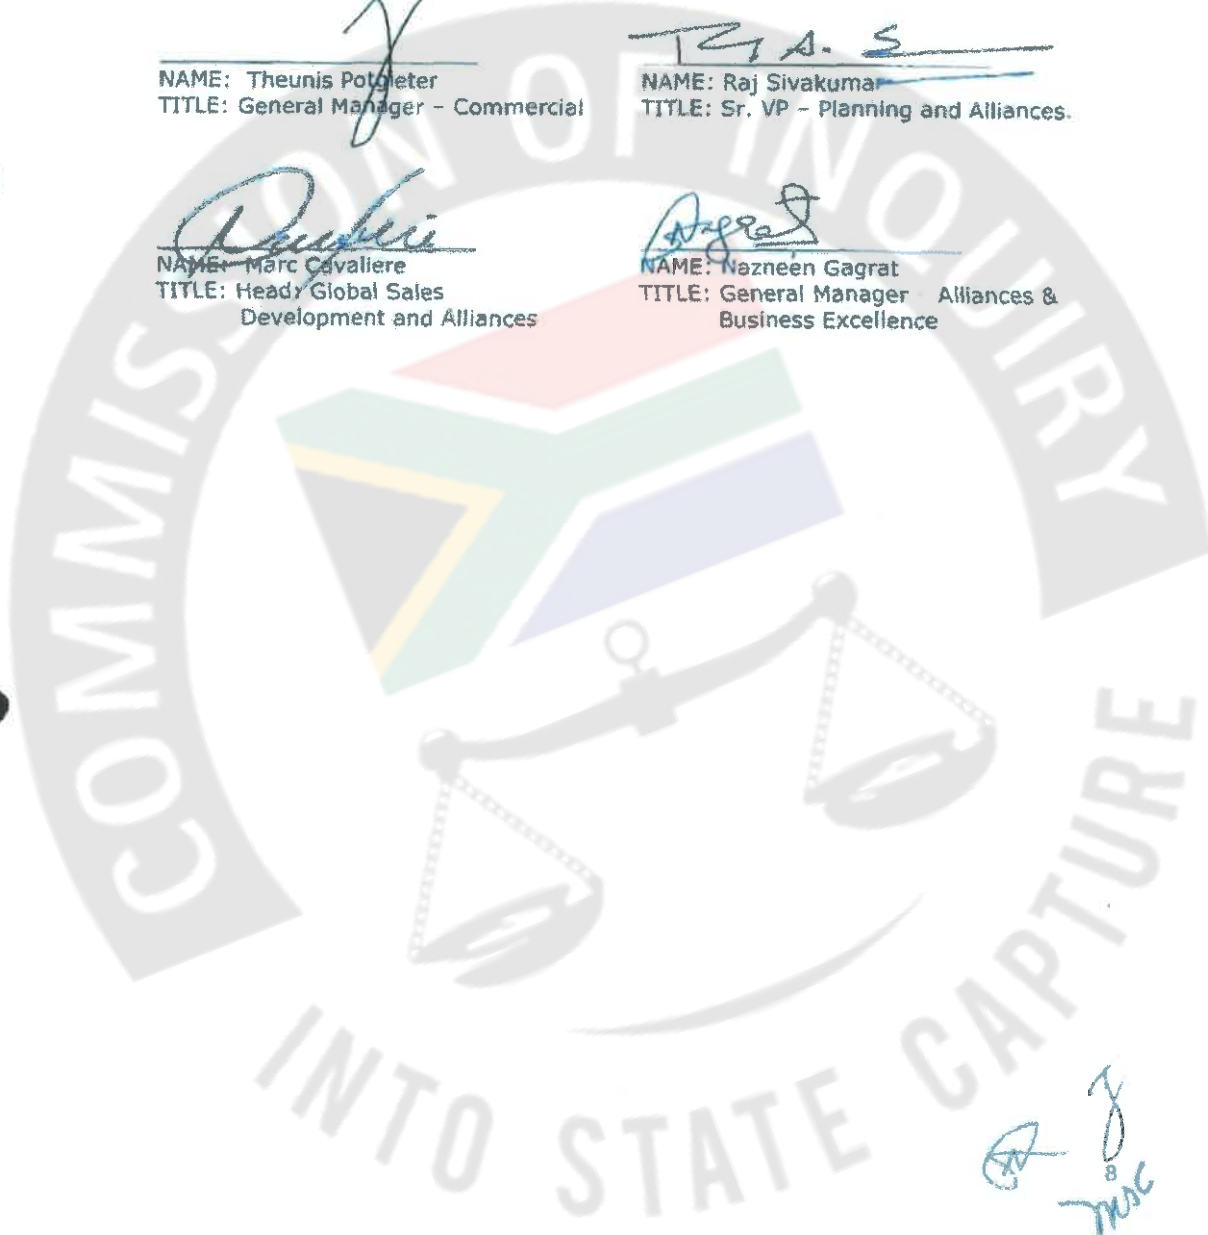 NAME: Theunis Potgieter
TITLE: General Manager – Commercial
NAME: Raj Sivakumar
TITLE: Sr. VP – Planning and Alliances.
NAME: Marc Cavaliere
TITLE: Head, Global Sales
Development and Alliances
NAME: Nazneen Gagrat
TITLE: General Manager Alliances &
Business Excellence
COMMISSION OF INQUIRY
INTO STATE CAPTURE
8
MSC